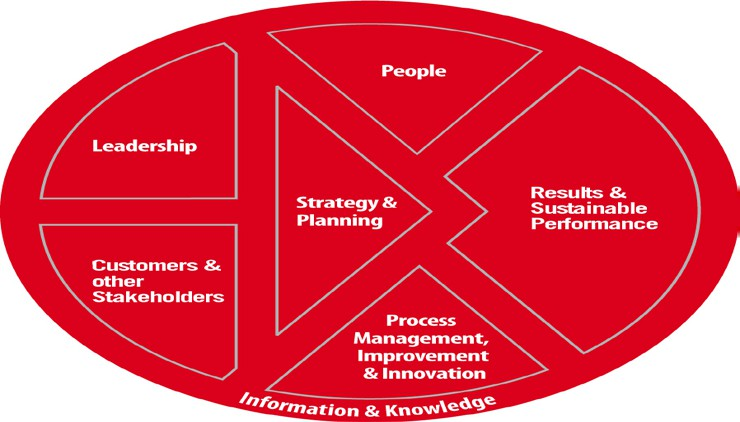 People
Leadership
Strategy &
Planning
Results &
Sustainable
Performance
Customers &
other
Stakeholders
Process
Management,
Improvement
& Innovation
Information & Knowledge